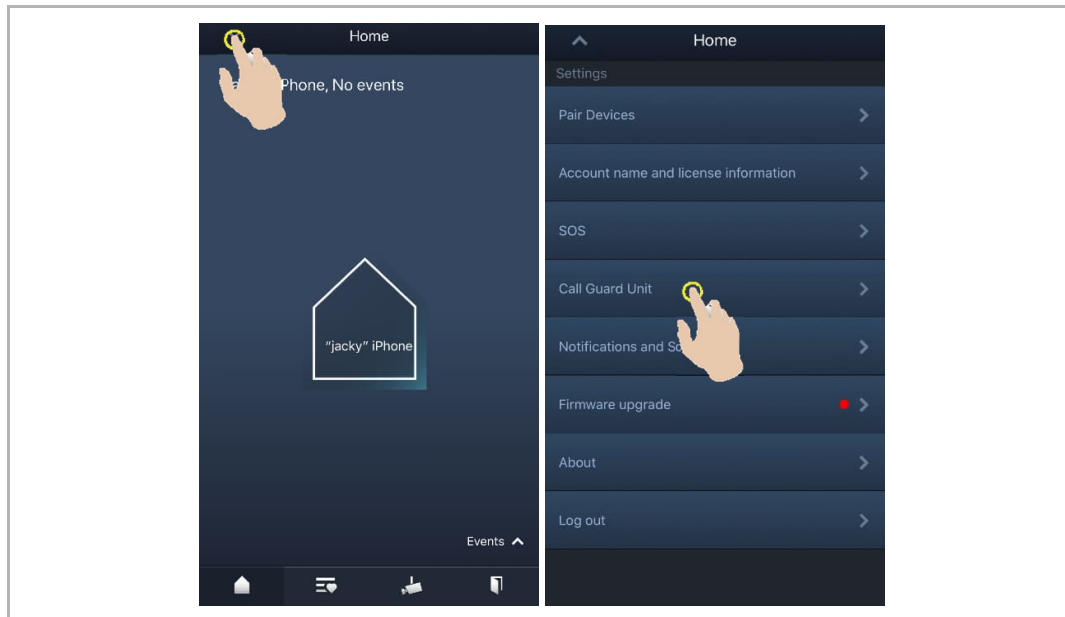 Home
Phone, No events
"jacky" iPhone
Events
Home
Settings
Pair Devices
Account name and license information
SOS
Call Guard Unit
Notifications and
Firmware upgrade
About
Log out